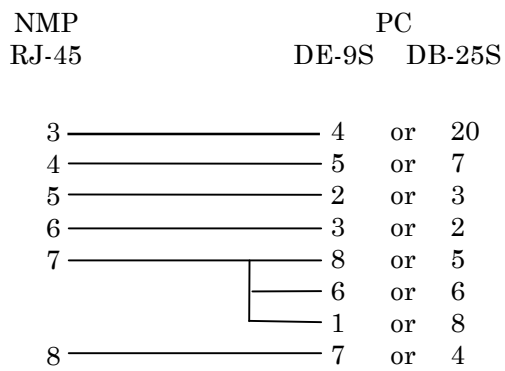 NMP PC
RJ-45 DE-9S DB-25S
3 4 or 20
4 5 or 7
5 2 or 3
6 3 or 2
7 8 or 5
6 or 6
1 or 8
8 7 or 4